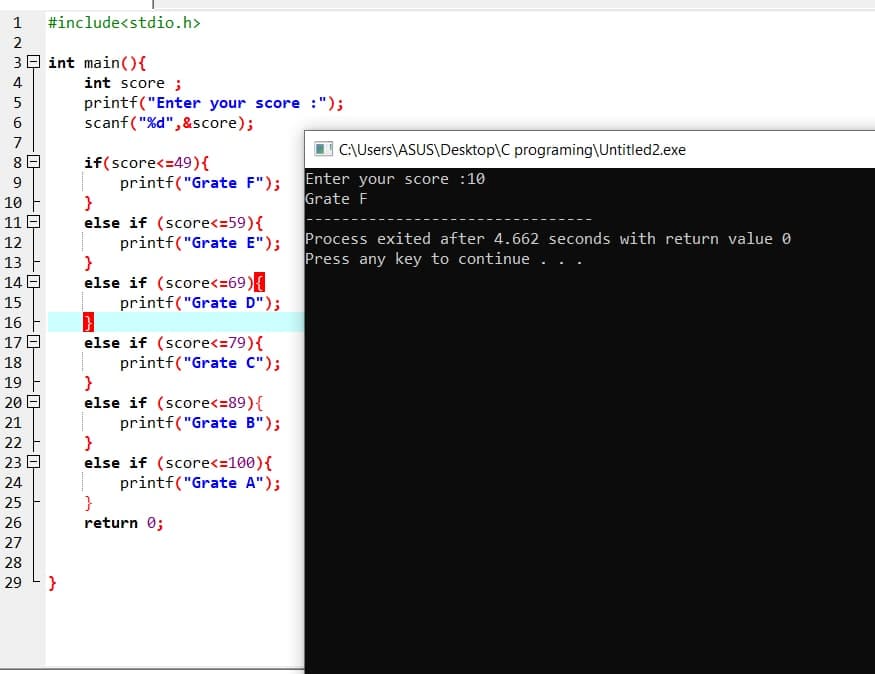 1 #include<stdio.h>
2
3 int main(){
4 int score ;
5 printf("Enter your score :");
6 scanf("%d",&score);
7
8 if(score<=49){
9 printf("Grate F");
10 }
11 else if (score<=59){
12 printf("Grate E");
13 }
14 else if (score<=69){
15 printf("Grate D");
16 }
17 else if (score<=79){
18 printf("Grate C");
19 }
20 else if (score<=89){
21 printf("Grate B");
22 }
23 else if (score<=100){
24 printf("Grate A");
25 }
26 return 0;
27
28
29 }
C:\Users\ASUS\Desktop\C programing\Untitled2.exe
Enter your score :10
Grate F
--------------------------------
Process exited after 4.662 seconds with return value 0
Press any key to continue . . .